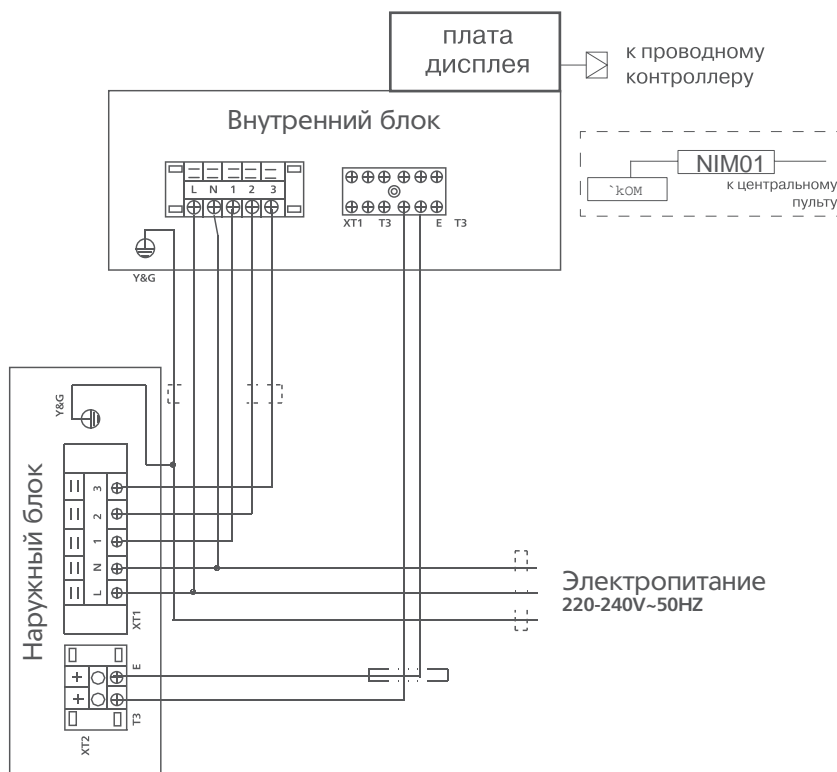 плата
дисплея
к проводному
контроллеру
Внутренний блок
NIM01
`kOM
к центральному
пульту
L N 1 2 3
XT1 T3 E T3
Y&G
Y&G
Наружный блок
3
2
1
N
L
XT1
Электропитание
220-240V~50HZ
E
T3
XT2